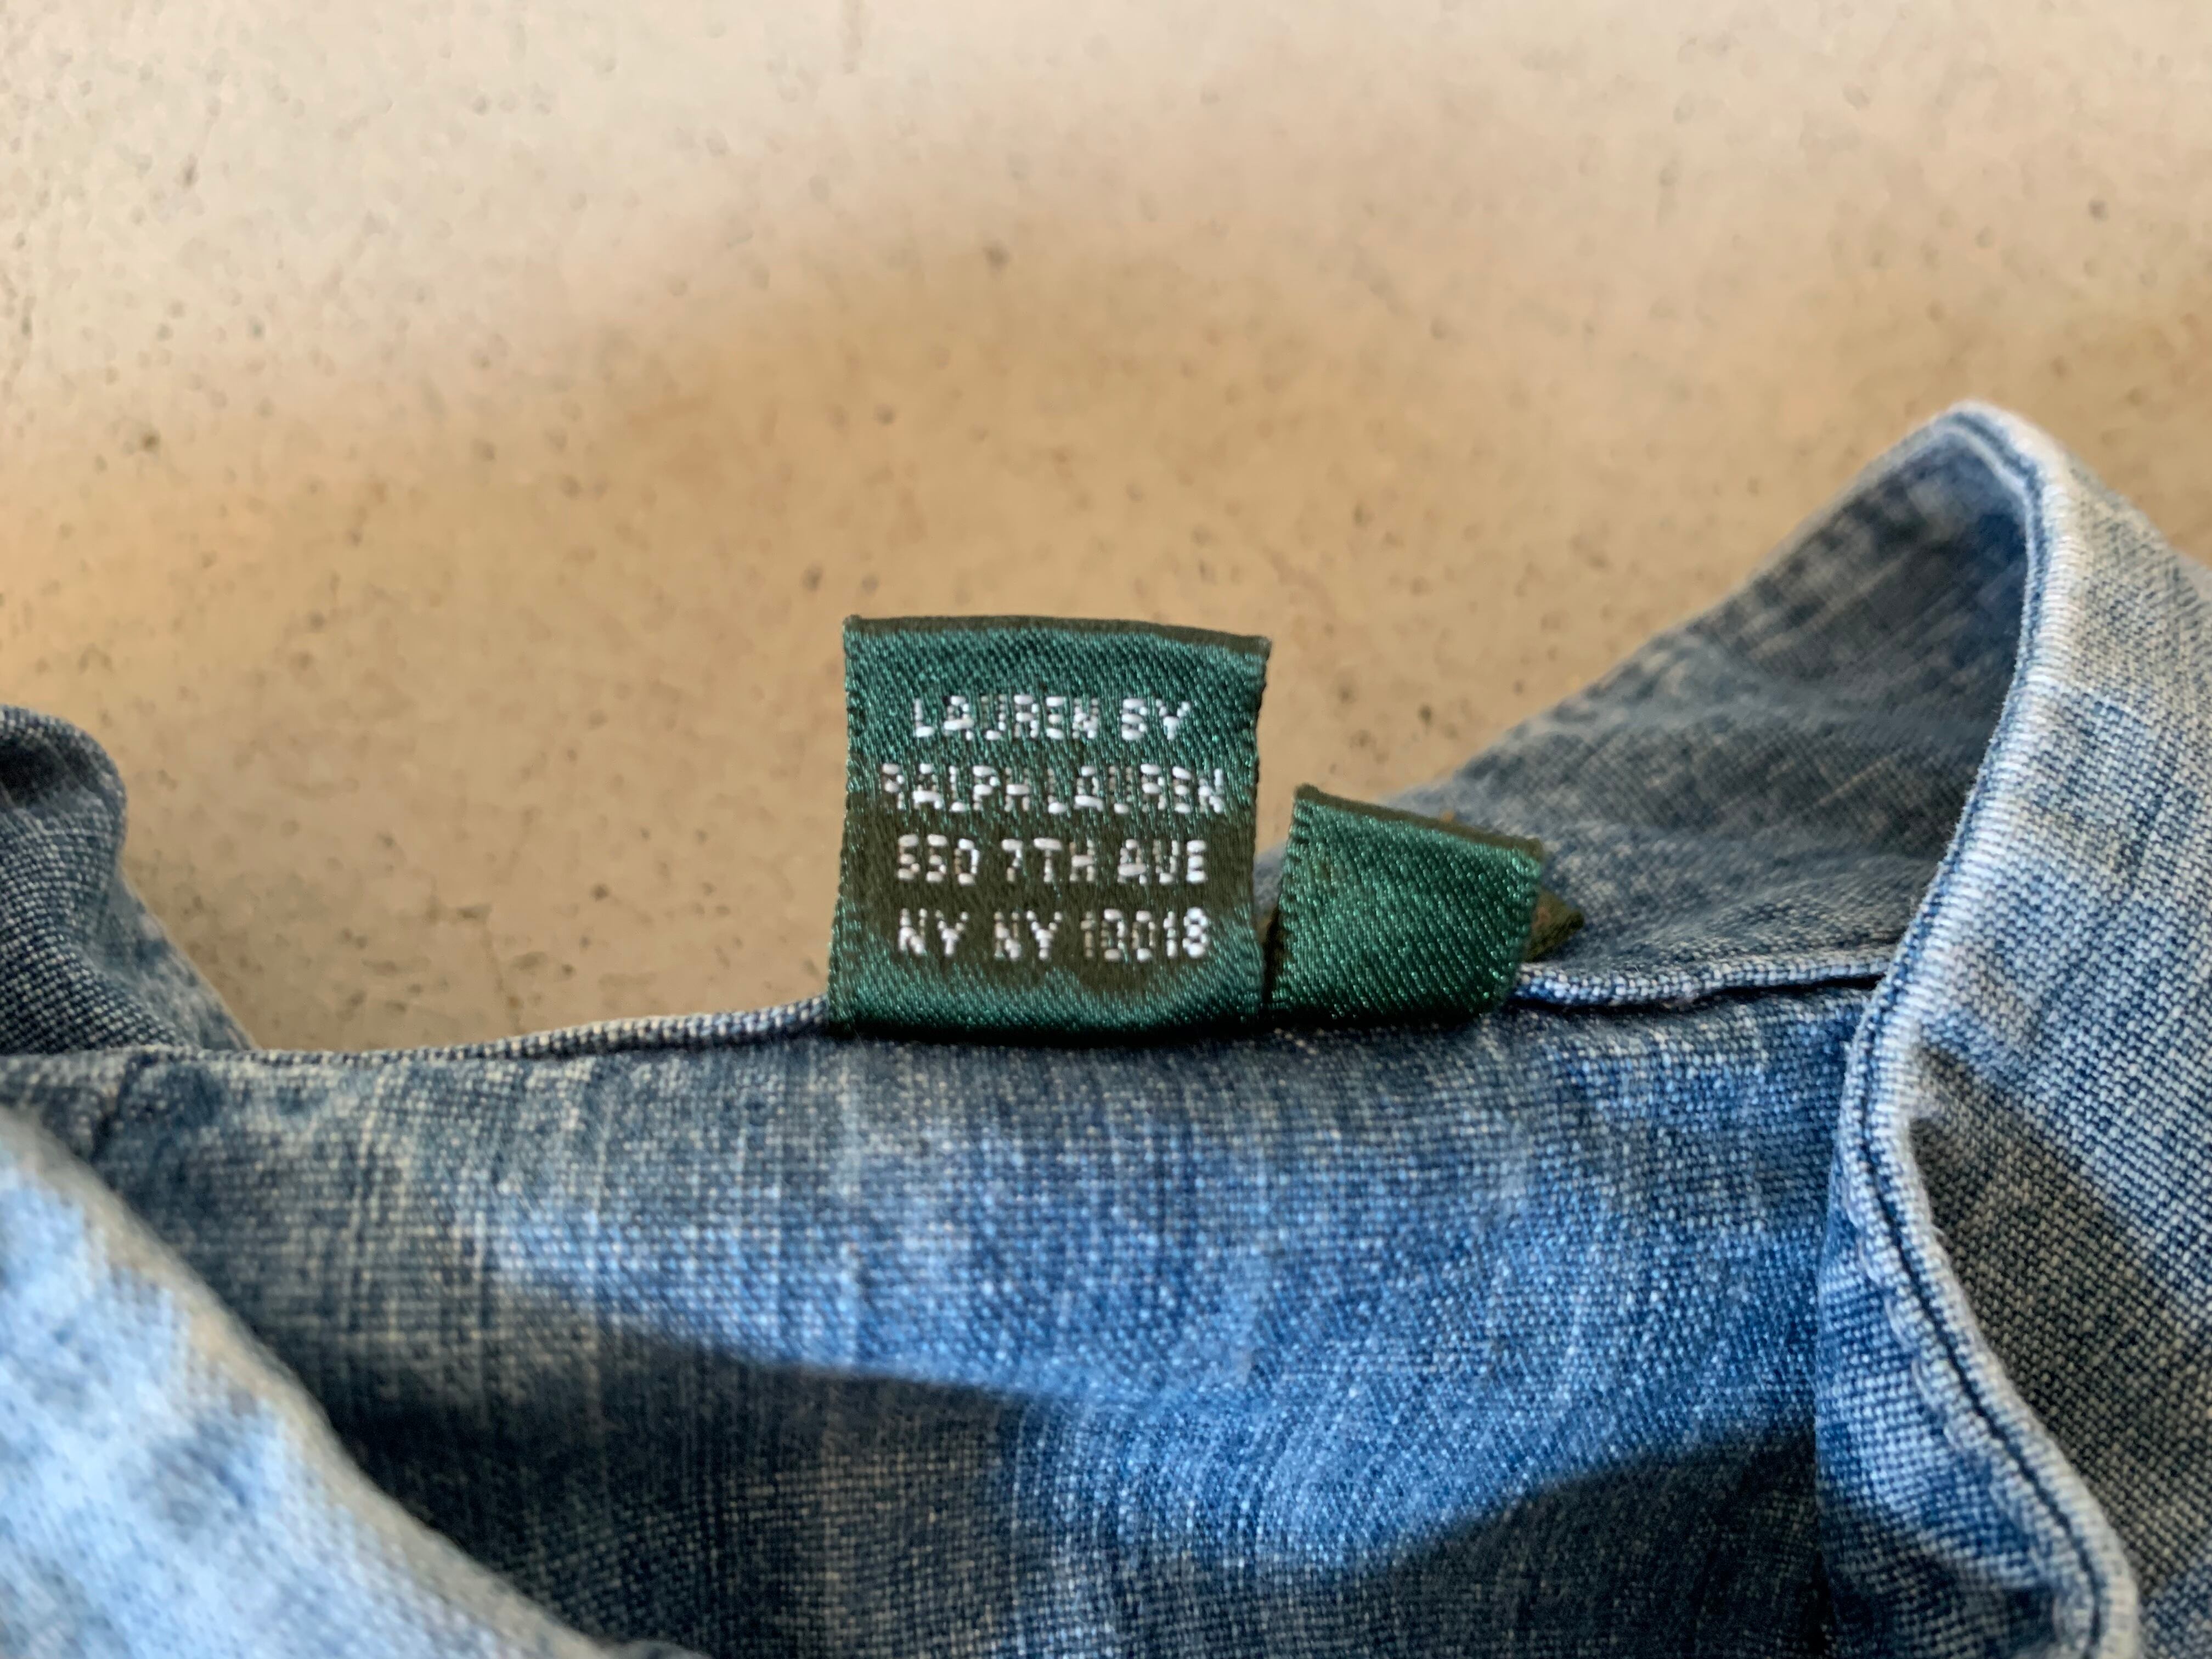 LAUREN BY
RALPH LAUREN
550 7TH AVE
NY NY 10018